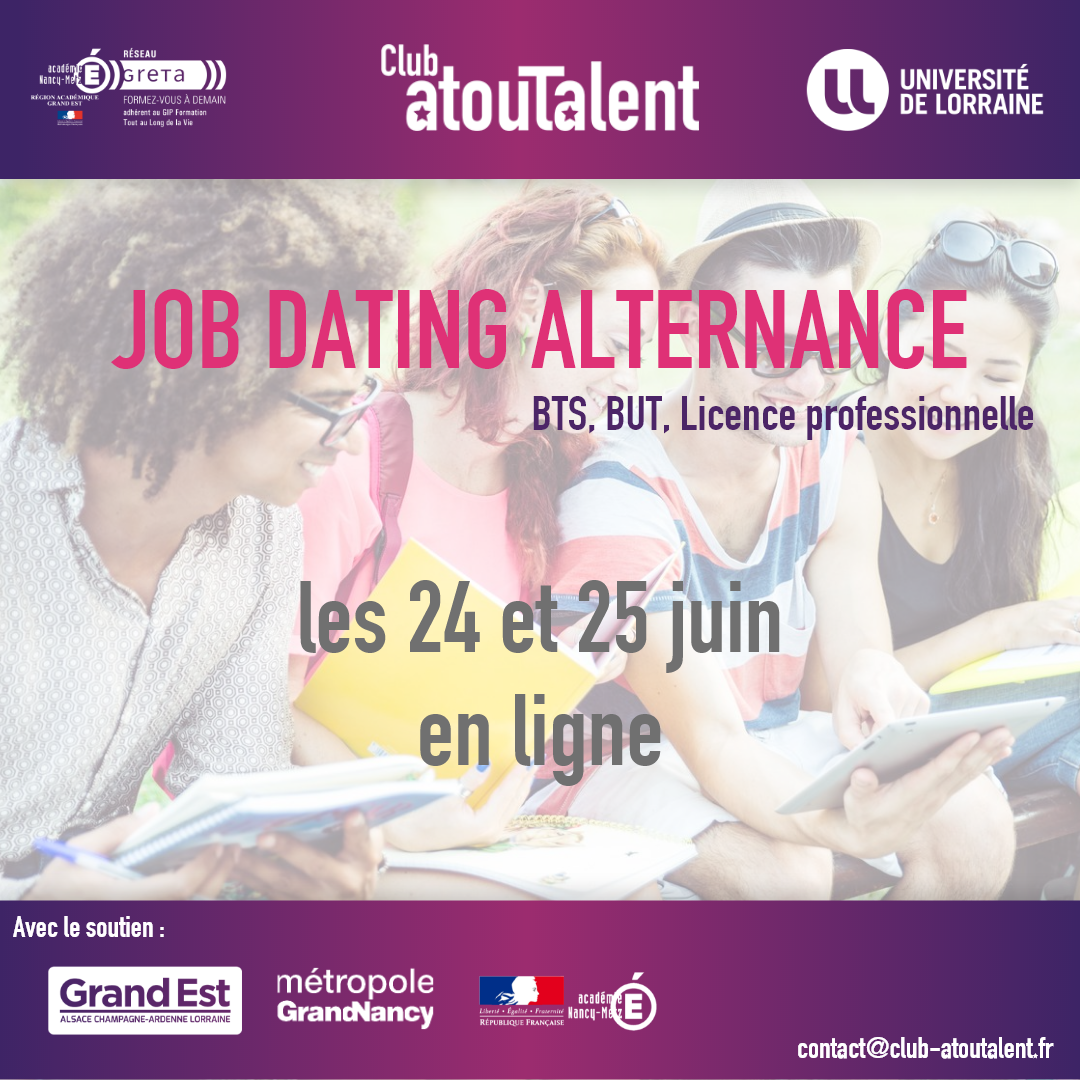 académie
Nancy-Metz
RÉGION ACADÉMIQUE
GRAND EST
RÉSEAU
GRETA
FORMEZ-VOUS À DEMAIN
adhérent au GIP Formation
Tout au Long de la Vie
Club
atouTalent
UNIVERSITÉ
DE LORRAINE
JOB DATING ALTERNANCE
BTS, BUT, Licence professionnelle
les 24 et 25 juin
en ligne
Avec le soutien :
Grand Est
ALSACE CHAMPAGNE-ARDENNE LORRAINE
métropole
GrandNancy
Liberté • Égalité • Fraternité
RÉPUBLIQUE FRANÇAISE
académie
Nancy-Metz
contact@club-atoutalent.fr